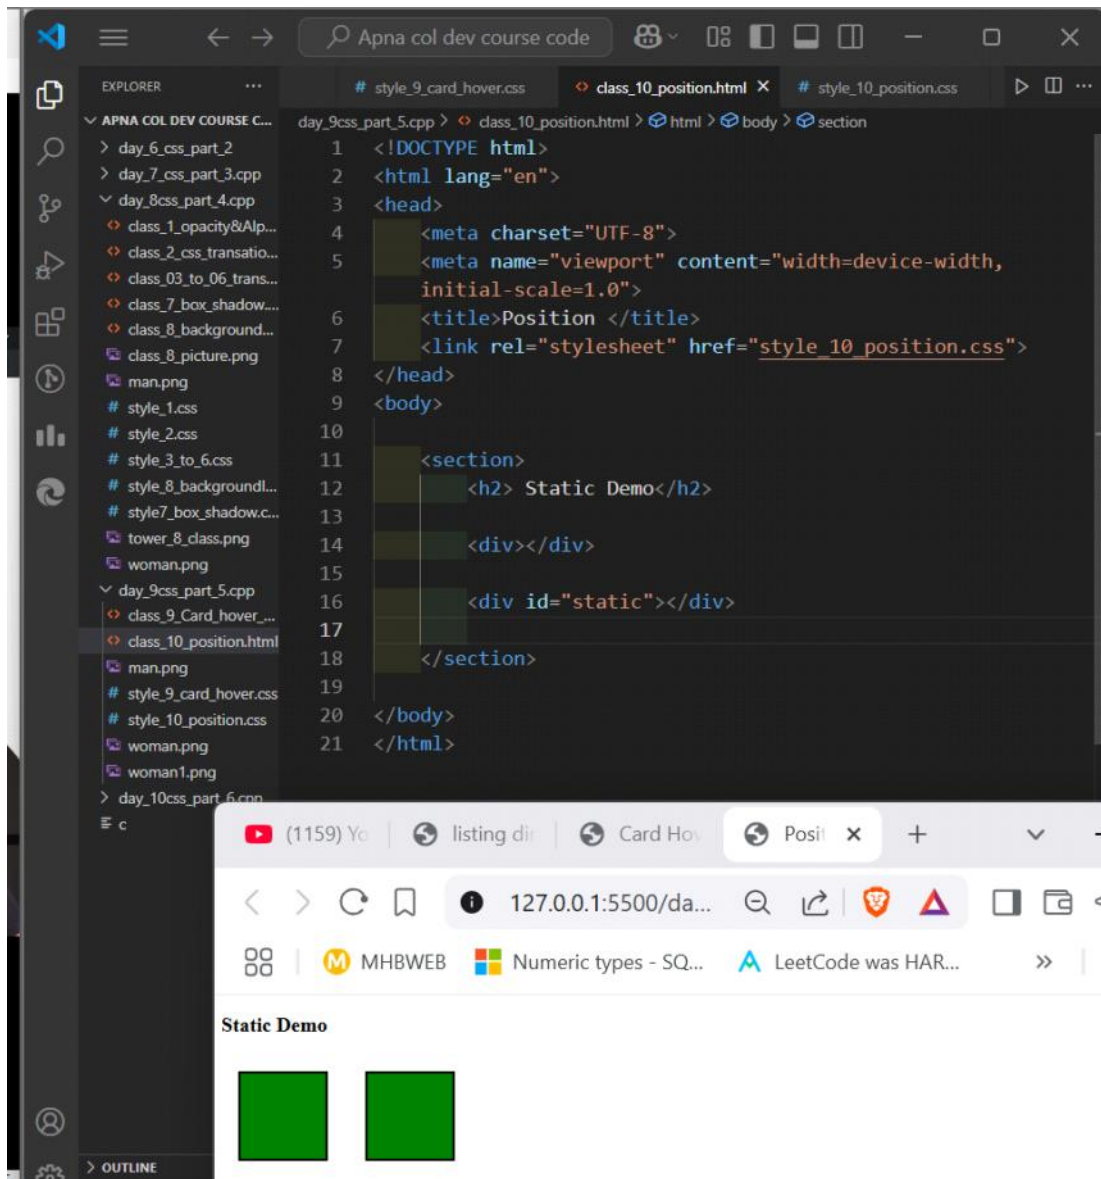 Apna col dev course code
EXPLORER
# style_9_card_hover.css
class_10_position.html
# style_10_position.css
APNA COL DEV COURSE C...
day_9css_part_5.cpp > class_10_position.html > html > body > section
day_6_css_part_2
day_7_css_part_3.cpp
day_8css_part_4.cpp
class_1_opacity&Alp...
class_2_css_transatio...
class_03_to_06_trans...
class_7_box_shadow....
class_8_background...
class_8_picture.png
man.png
# style_1.css
# style_2.css
# style_3_to_6.css
# style_8_backgroundI...
# style7_box_shadow.c...
tower_8_class.png
woman.png
day_9css_part_5.cpp
class_9_Card_hover_...
class_10_position.html
man.png
# style_9_card_hover.css
# style_10_position.css
woman.png
woman1.png
day_10css_part_6.cpp
c
OUTLINE
1 <!DOCTYPE html>
2 <html lang="en">
3 <head>
4 <meta charset="UTF-8">
5 <meta name="viewport" content="width=device-width,
initial-scale=1.0">
6 <title>Position </title>
7 <link rel="stylesheet" href="style_10_position.css">
8 </head>
9 <body>
10
11 <section>
12 <h2> Static Demo</h2>
13
14 <div></div>
15
16 <div id="static"></div>
17
18 </section>
19
20 </body>
21 </html>
(1159) Yo
listing dir
Card Hov
Posit
127.0.0.1:5500/da...
MHBWEB
Numeric types - SQ...
LeetCode was HAR...
Static Demo